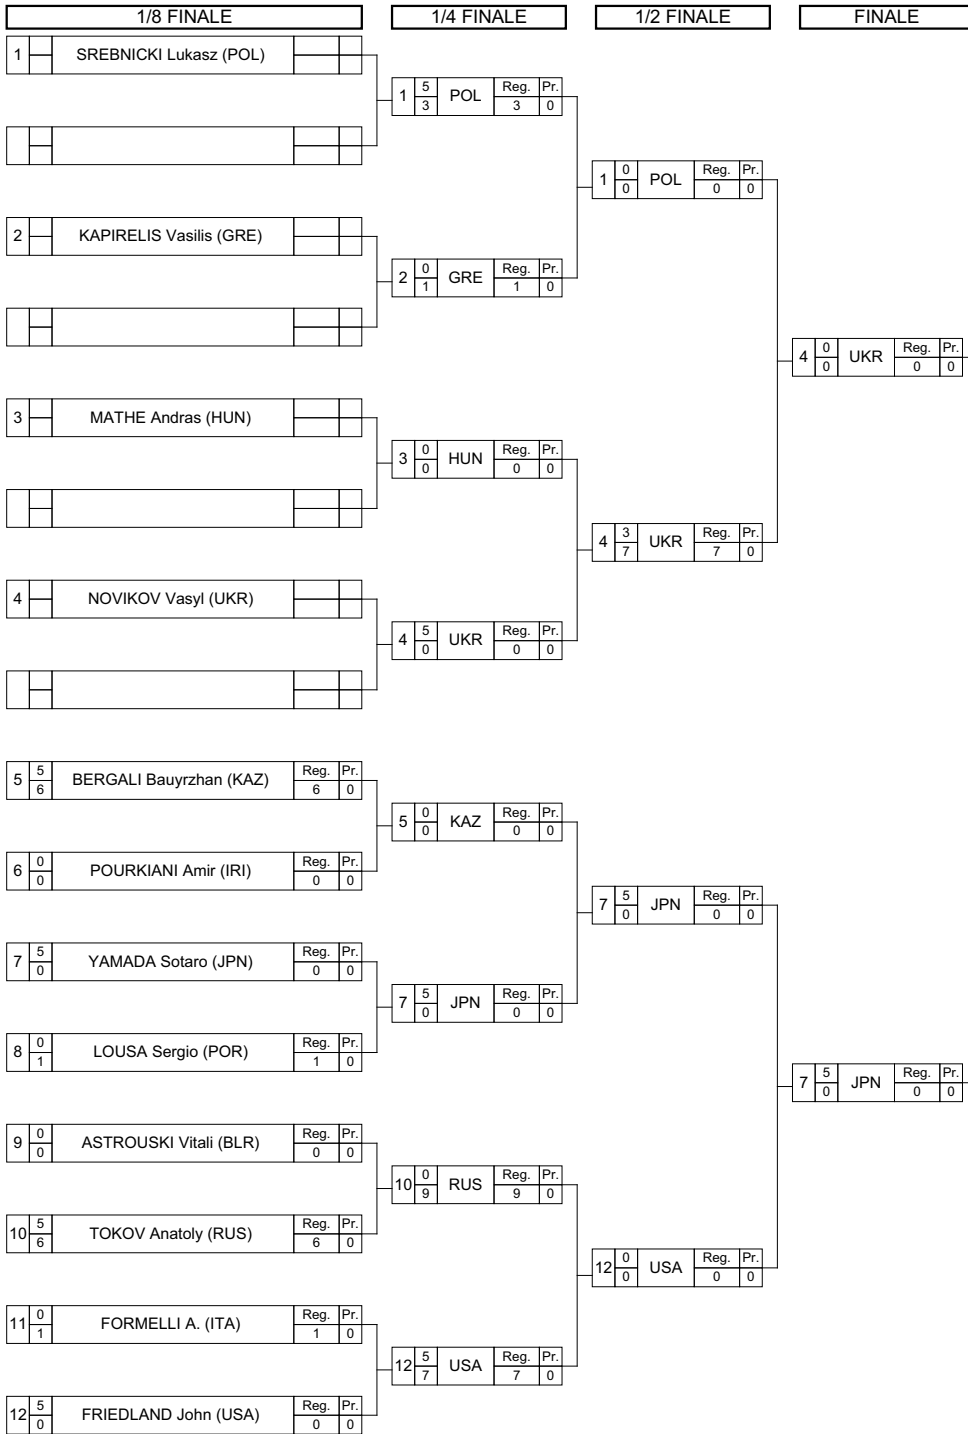 1/8 FINALE 1/4 FINALE 1/2 FINALE FINALE
1 SREBNICKI Lukasz (POL)
1 5 3 POL Reg. Pr. 3 0
1 0 0 POL Reg. Pr. 0 0
2 KAPIRELIS Vasilis (GRE)
2 0 1 GRE Reg. Pr. 1 0
4 0 0 UKR Reg. Pr. 0 0
3 MATHE Andras (HUN)
3 0 0 HUN Reg. Pr. 0 0
4 3 7 UKR Reg. Pr. 7 0
4 NOVIKOV Vasyl (UKR)
4 5 0 UKR Reg. Pr. 0 0
5 5 6 BERGALI Bauyrzhan (KAZ) Reg. Pr. 6 0
5 0 0 KAZ Reg. Pr. 0 0
6 0 0 POURKIANI Amir (IRI) Reg. Pr. 0 0
7 5 0 JPN Reg. Pr. 0 0
7 5 0 YAMADA Sotaro (JPN) Reg. Pr. 0 0
7 5 0 JPN Reg. Pr. 0 0
8 0 1 LOUSA Sergio (POR) Reg. Pr. 1 0
7 5 0 JPN Reg. Pr. 0 0
9 0 0 ASTROUSKI Vitali (BLR) Reg. Pr. 0 0
10 0 9 RUS Reg. Pr. 9 0
10 5 6 TOKOV Anatoly (RUS) Reg. Pr. 6 0
12 0 0 USA Reg. Pr. 0 0
11 0 1 FORMELLI A. (ITA) Reg. Pr. 1 0
12 5 7 USA Reg. Pr. 7 0
12 5 0 FRIEDLAND John (USA) Reg. Pr. 0 0